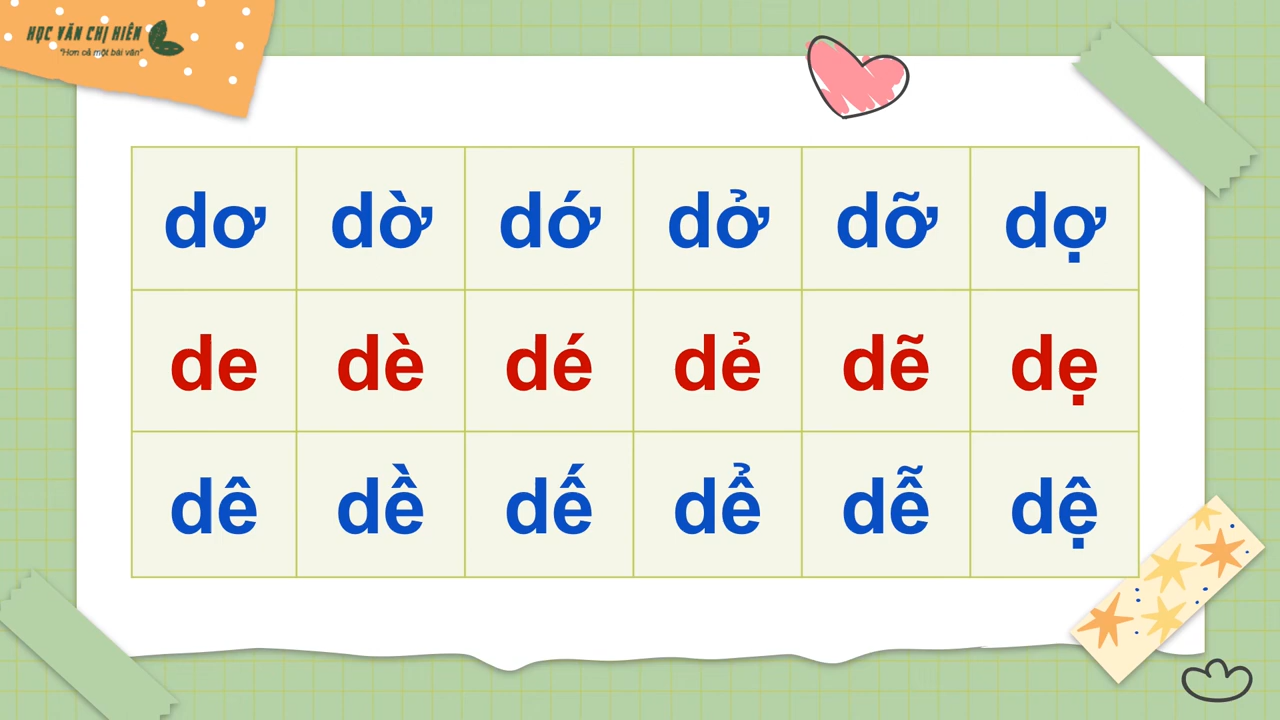 HỌC VĂN CHỊ HIÊN
"Hơn cả một bài văn"
dơ dờ dớ dở dỡ dợ
de dè dé dẻ dẽ dẹ
dê dề dế dể dễ dệ